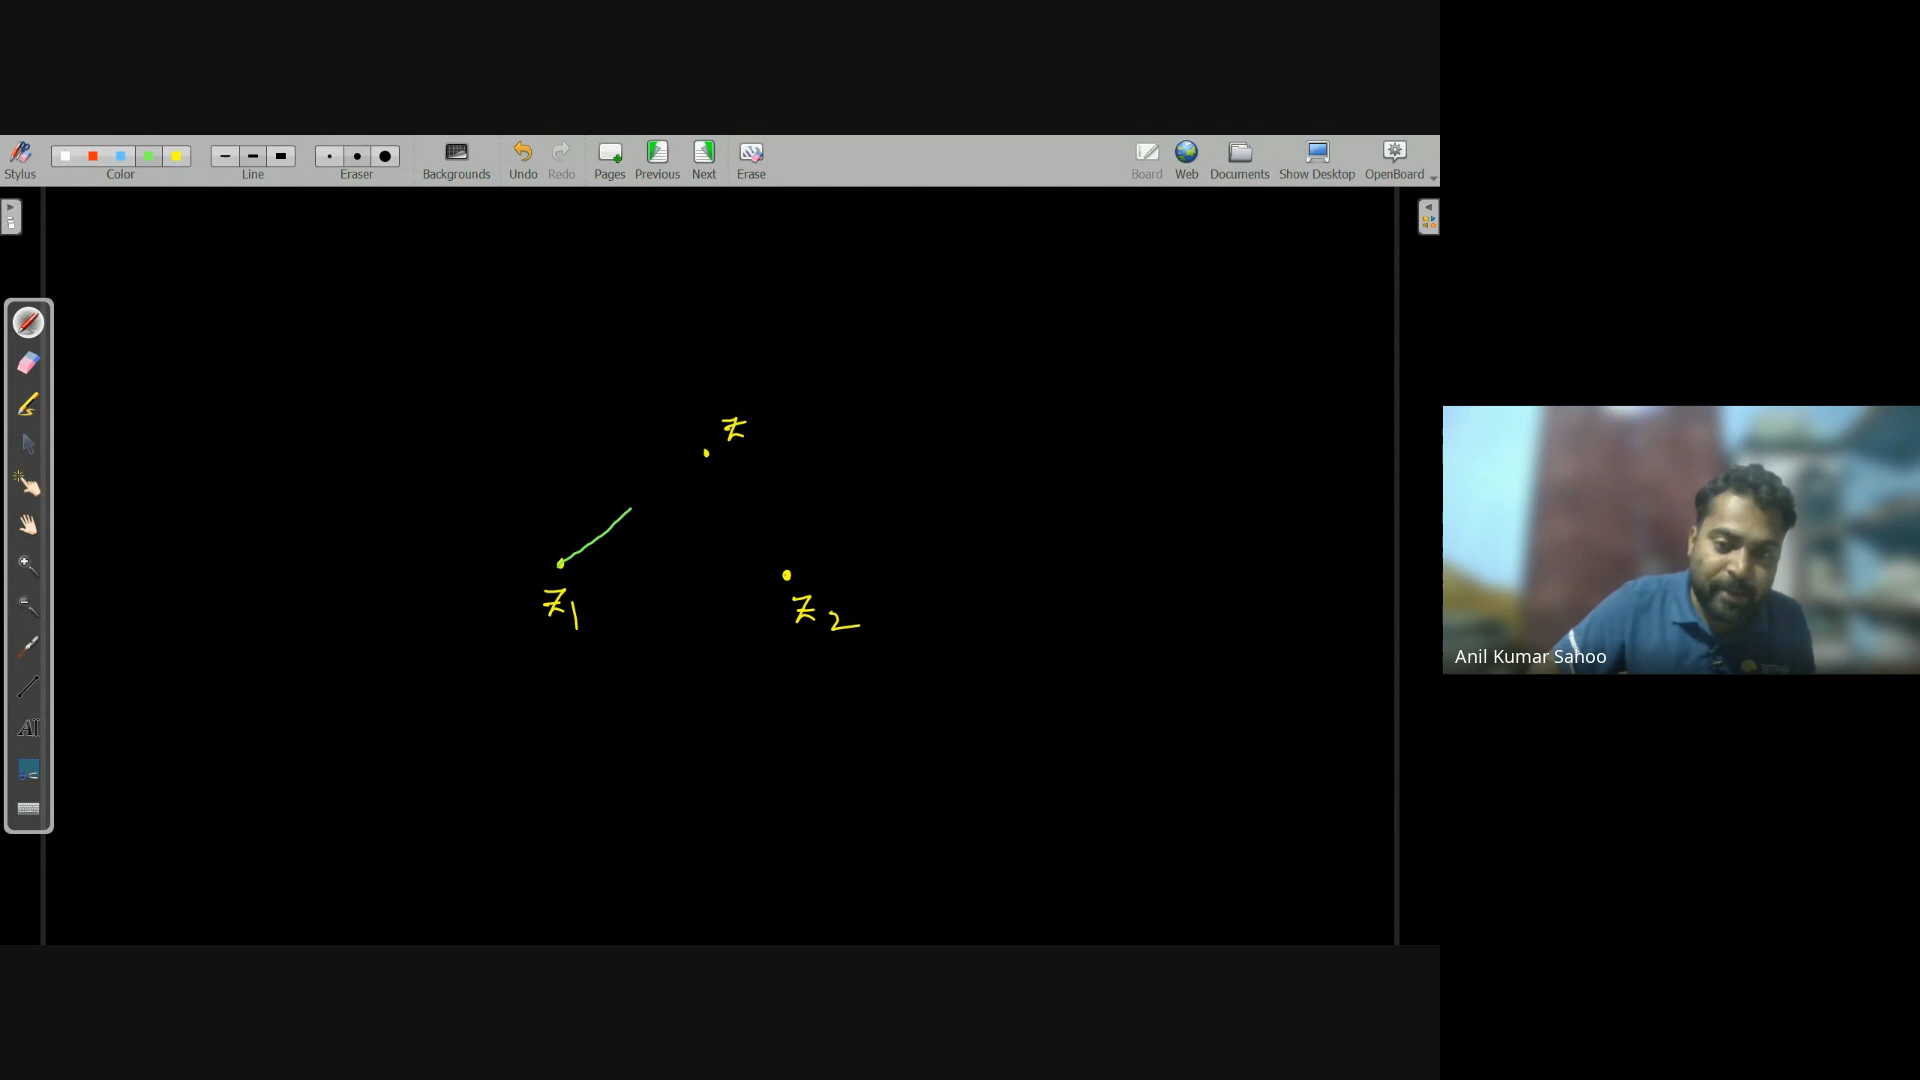 Stylus Color Line Eraser Backgrounds Undo Redo Pages Previous Next Erase Board Web Documents Show Desktop OpenBoard
z
z1
z2
AI
Anil Kumar Sahoo